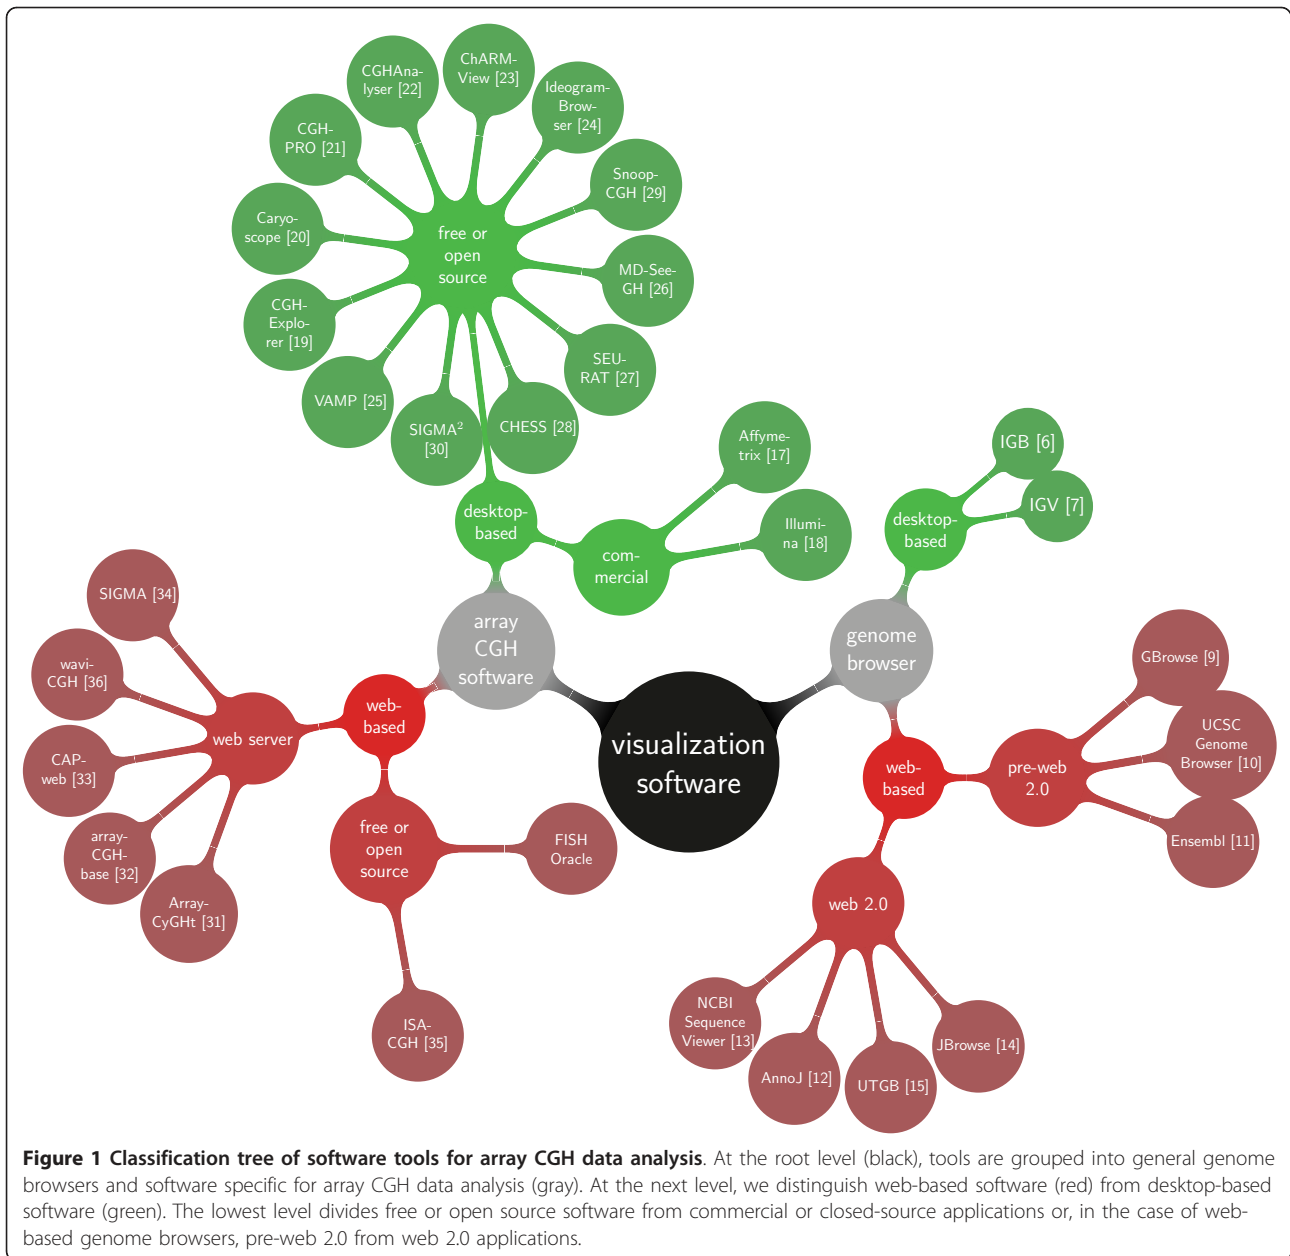 ChARM-
View [23]
CGHAna-
lyser [22]
Ideogram-
Brow-
ser [24]
CGH-
PRO [21]
Snoop-
CGH [29]
Caryo-
scope [20]
free or
open
source
MD-See-
GH [26]
CGH-
Explo-
rer [19]
SEU-
RAT [27]
VAMP [25]
SIGMA²
[30]
CHESS [28]
Affyme-
trix [17]
IGB [6]
IGV [7]
desktop-
based
Illumi-
na [18]
desktop-
based
com-
mercial
SIGMA [34]
array
CGH
software
genome
browser
wavi-
CGH [36]
GBrowse [9]
web-
based
web server
visualization
software
UCSC
Genome
Browser [10]
CAP-
web [33]
web-
based
pre-web
2.0
array-
CGH-
base [32]
free or
open
source
FISH
Oracle
Ensembl [11]
Array-
CyGHt [31]
web 2.0
NCBI
Sequence
Viewer [13]
ISA-
CGH [35]
JBrowse [14]
AnnoJ [12]
UTGB [15]
Figure 1 Classification tree of software tools for array CGH data analysis. At the root level (black), tools are grouped into general genome
browsers and software specific for array CGH data analysis (gray). At the next level, we distinguish web-based software (red) from desktop-based
software (green). The lowest level divides free or open source software from commercial or closed-source applications or, in the case of web-
based genome browsers, pre-web 2.0 from web 2.0 applications.